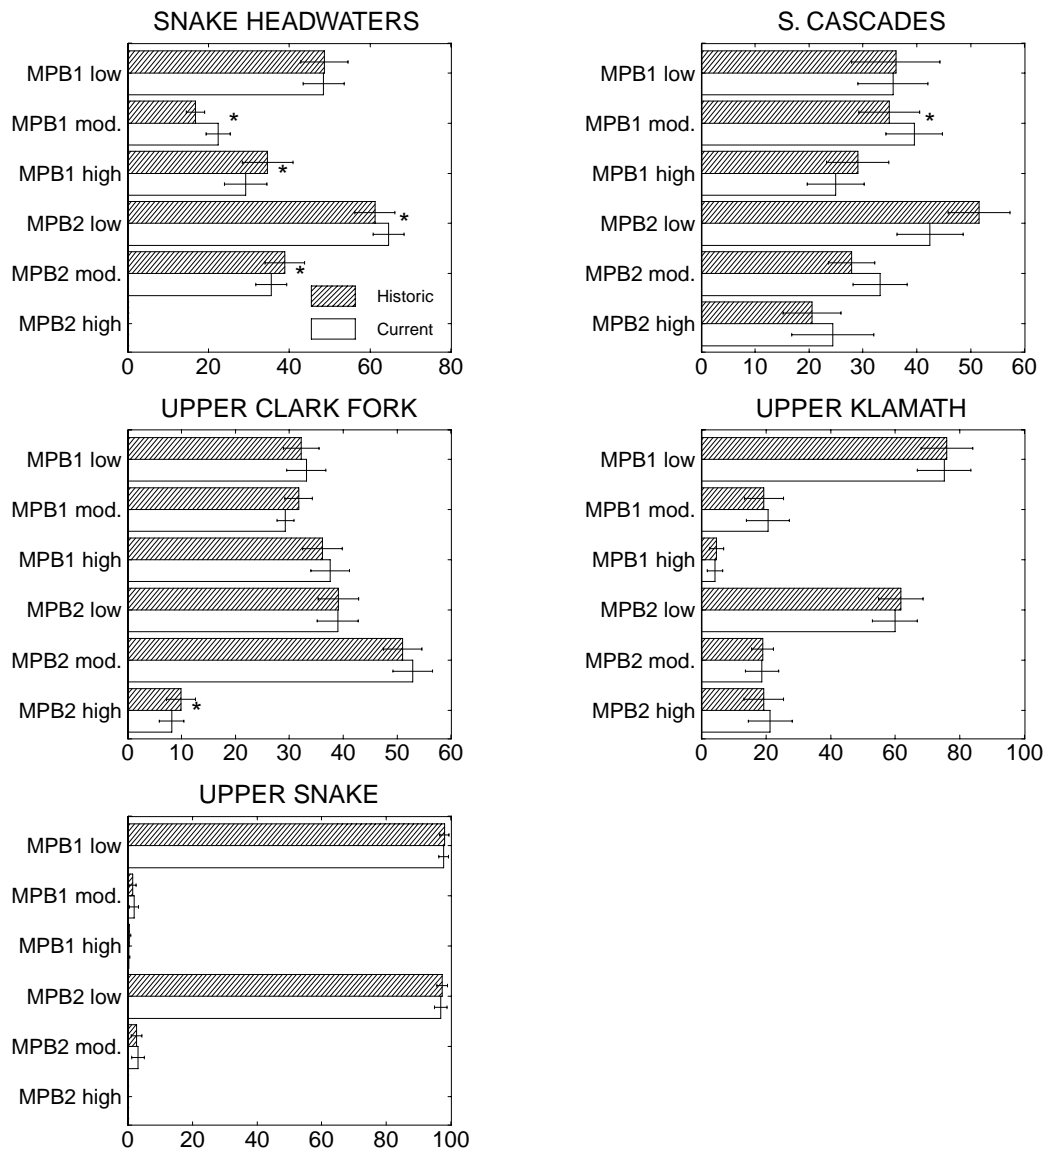 SNAKE HEADWATERS
MPB1 low
MPB1 mod. *
MPB1 high *
MPB2 low *
MPB2 mod. *
MPB2 high
Historic
Current
0 20 40 60 80
S. CASCADES
MPB1 low
MPB1 mod. *
MPB1 high
MPB2 low
MPB2 mod.
MPB2 high
0 10 20 30 40 50 60
UPPER CLARK FORK
MPB1 low
MPB1 mod.
MPB1 high
MPB2 low
MPB2 mod.
MPB2 high *
0 10 20 30 40 50 60
UPPER KLAMATH
MPB1 low
MPB1 mod.
MPB1 high
MPB2 low
MPB2 mod.
MPB2 high
0 20 40 60 80 100
UPPER SNAKE
MPB1 low
MPB1 mod.
MPB1 high
MPB2 low
MPB2 mod.
MPB2 high
0 20 40 60 80 100